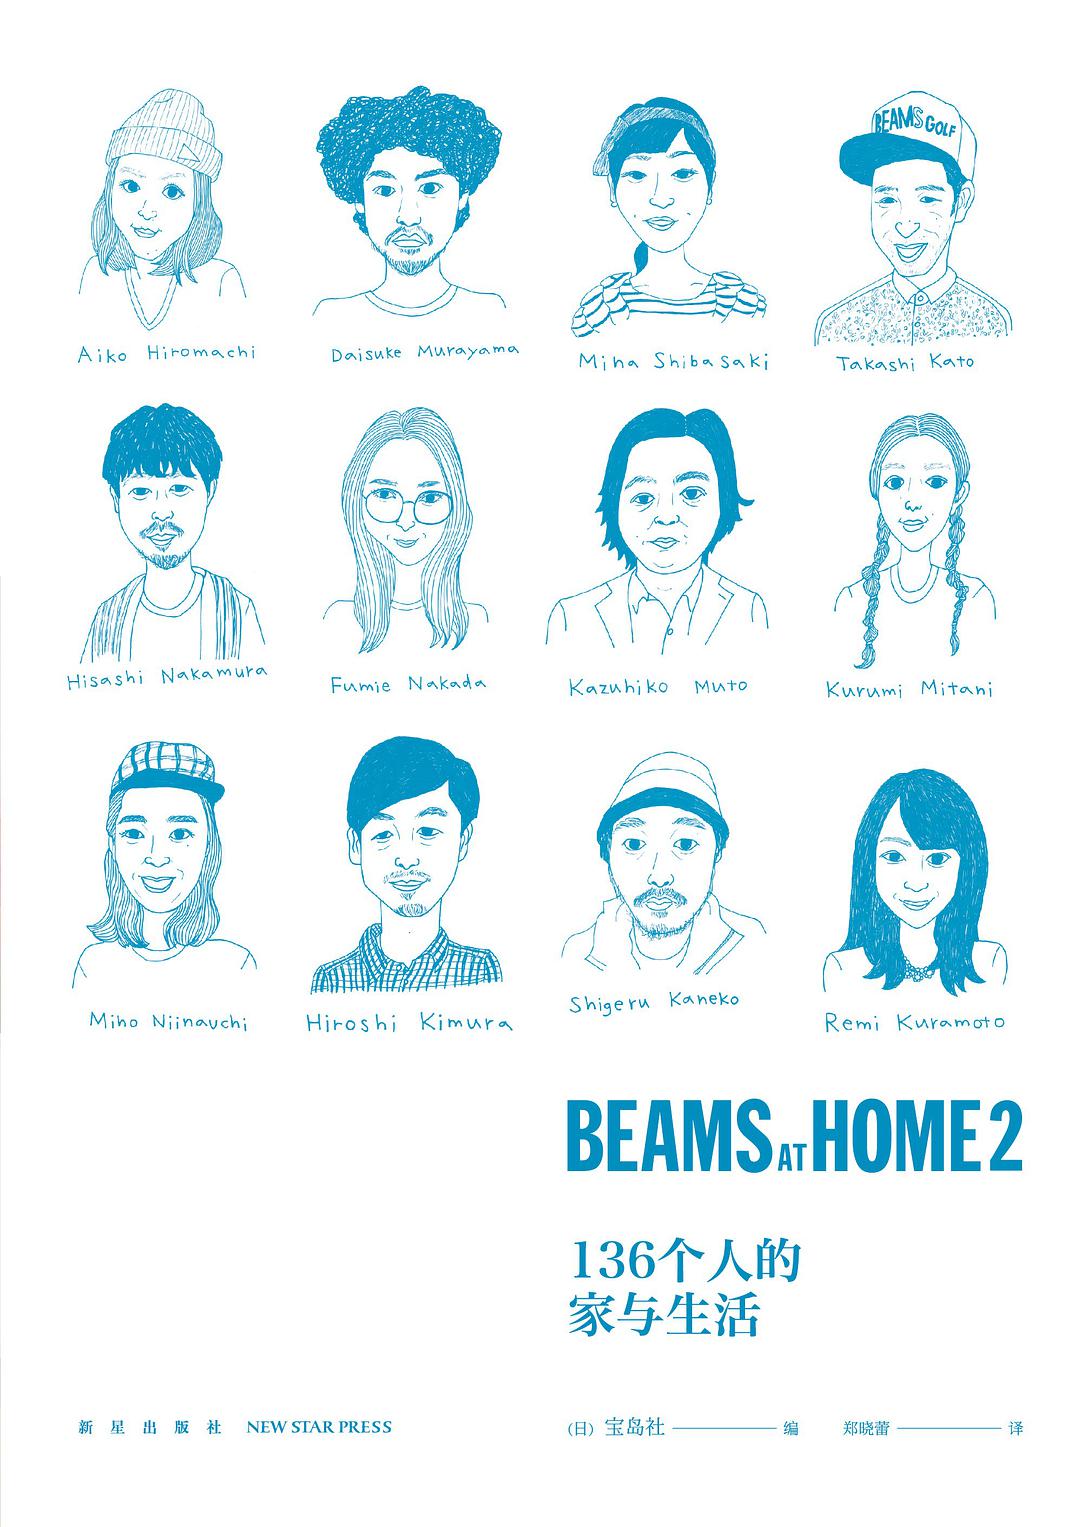 BEAMS GOLF
Aiko Hiromachi
Daisuke Murayama
Mina Shibasaki
Takashi Kato
Hisashi Nakamura
Fumie Nakada
Kazuhiko Muto
Kurumi Mitani
Miho Niinauchi
Hiroshi Kimura
Shigeru Kaneko
Remi Kuramoto
BEAMS AT HOME 2
136个人的
家与生活
新星出版社 NEW STAR PRESS
(日) 宝岛社 编 郑晓蕾 译